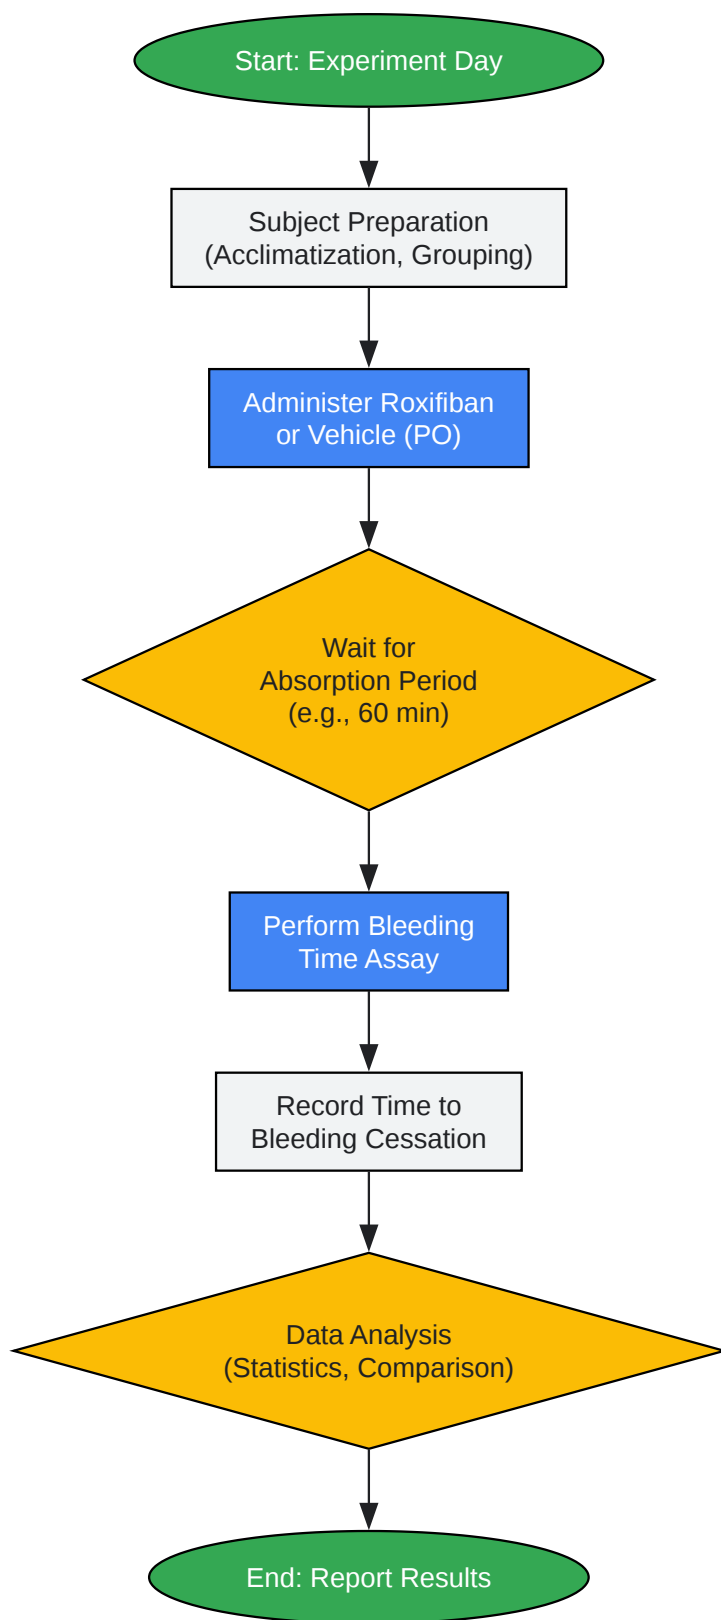 Start: Experiment Day
Subject Preparation
(Acclimatization, Grouping)
Administer Roxifiban
or Vehicle (PO)
Wait for
Absorption Period
(e.g., 60 min)
Perform Bleeding
Time Assay
Record Time to
Bleeding Cessation
Data Analysis
(Statistics, Comparison)
End: Report Results